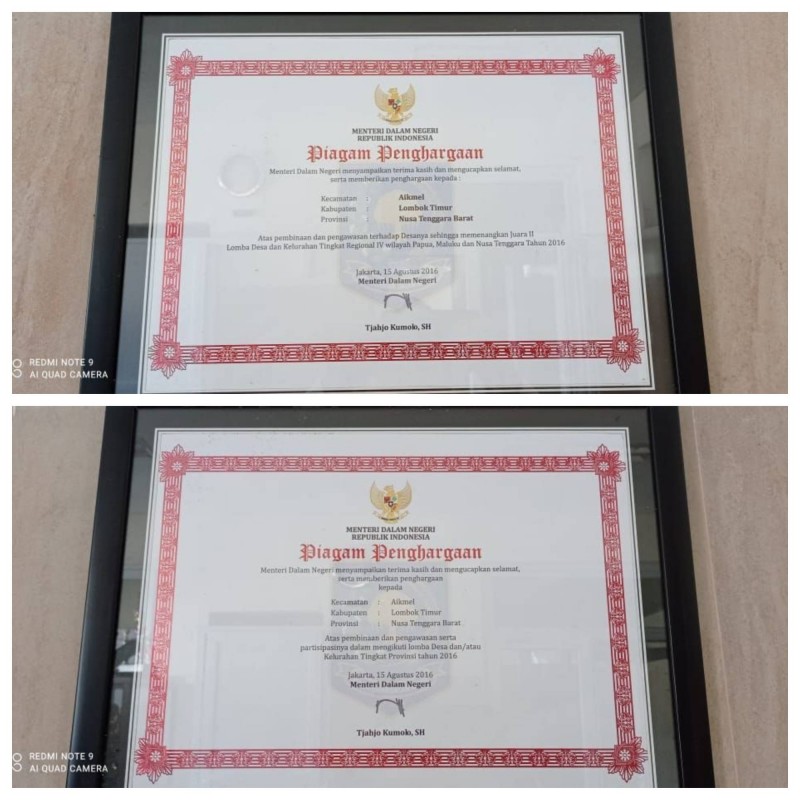 MENTERI DALAM NEGERI
REPUBLIK INDONESIA
Piagam Penghargaan
Menteri Dalam Negeri menyampaikan terima kasih dan mengucapkan selamat,
serta memberikan penghargaan kepada :
Kecamatan : Aikmel
Kabupaten : Lombok Timur
Provinsi : Nusa Tenggara Barat
Atas pembinaan dan pengawasan terhadap Desanya sehingga memenangkan Juara II
Lomba Desa dan Kelurahan Tingkat Regional IV wilayah Papua, Maluku dan Nusa Tenggara Tahun 2016
Jakarta, 15 Agustus 2016
Menteri Dalam Negeri
Tjahjo Kumolo, SH
REDMI NOTE 9
AI QUAD CAMERA
MENTERI DALAM NEGERI
REPUBLIK INDONESIA
Piagam Penghargaan
Menteri Dalam Negeri menyampaikan terima kasih dan mengucapkan selamat,
serta memberikan penghargaan
kepada
Kecamatan : Aikmel
Kabupaten : Lombok Timur
Provinsi : Nusa Tenggara Barat
Atas pembinaan dan pengawasan serta
partisipasinya dalam mengikuti lomba Desa dan/atau
Kelurahan Tingkat Provinsi tahun 2016
Jakarta, 15 Agustus 2016
Menteri Dalam Negeri
Tjahjo Kumolo, SH
REDMI NOTE 9
AI QUAD CAMERA